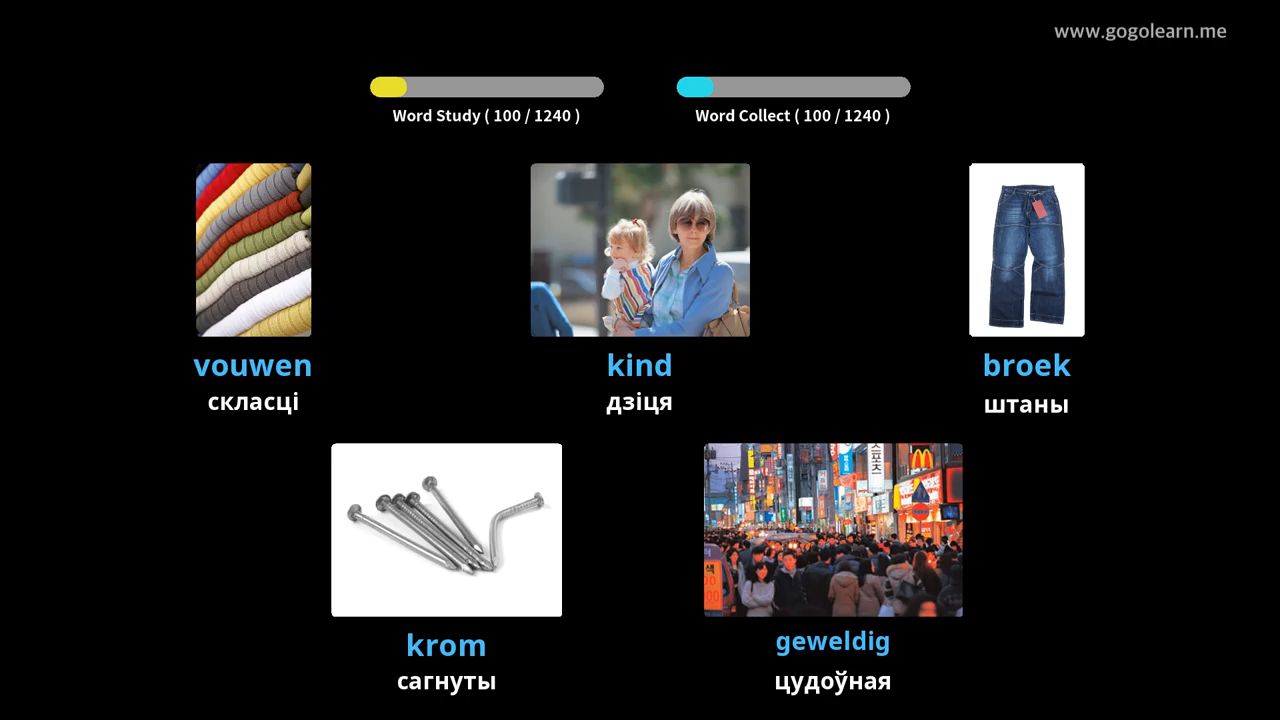 www.gogolearn.me
Word Study ( 100 / 1240 )
Word Collect ( 100 / 1240 )
vouwen
скласці
kind
дзіця
broek
штаны
krom
сагнуты
geweldig
цудоўная